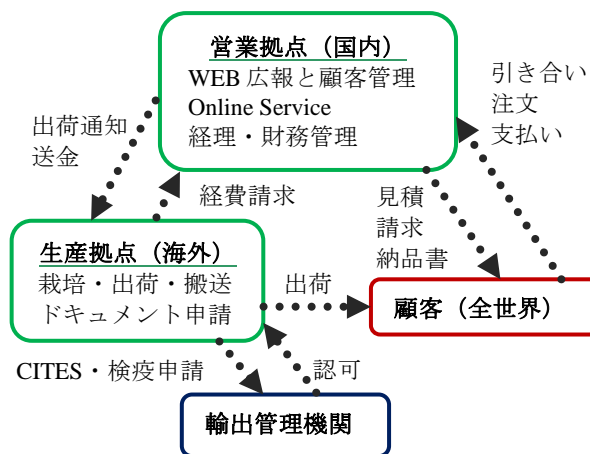 営業拠点（国内）
WEB 広報と顧客管理
Online Service
経理・財務管理
引き合い
注文
支払い
出荷通知
送金
経費請求
見積
請求
納品書
生産拠点（海外）
栽培・出荷・搬送
ドキュメント申請
出荷
顧客（全世界）
CITES・検疫申請
認可
輸出管理機関